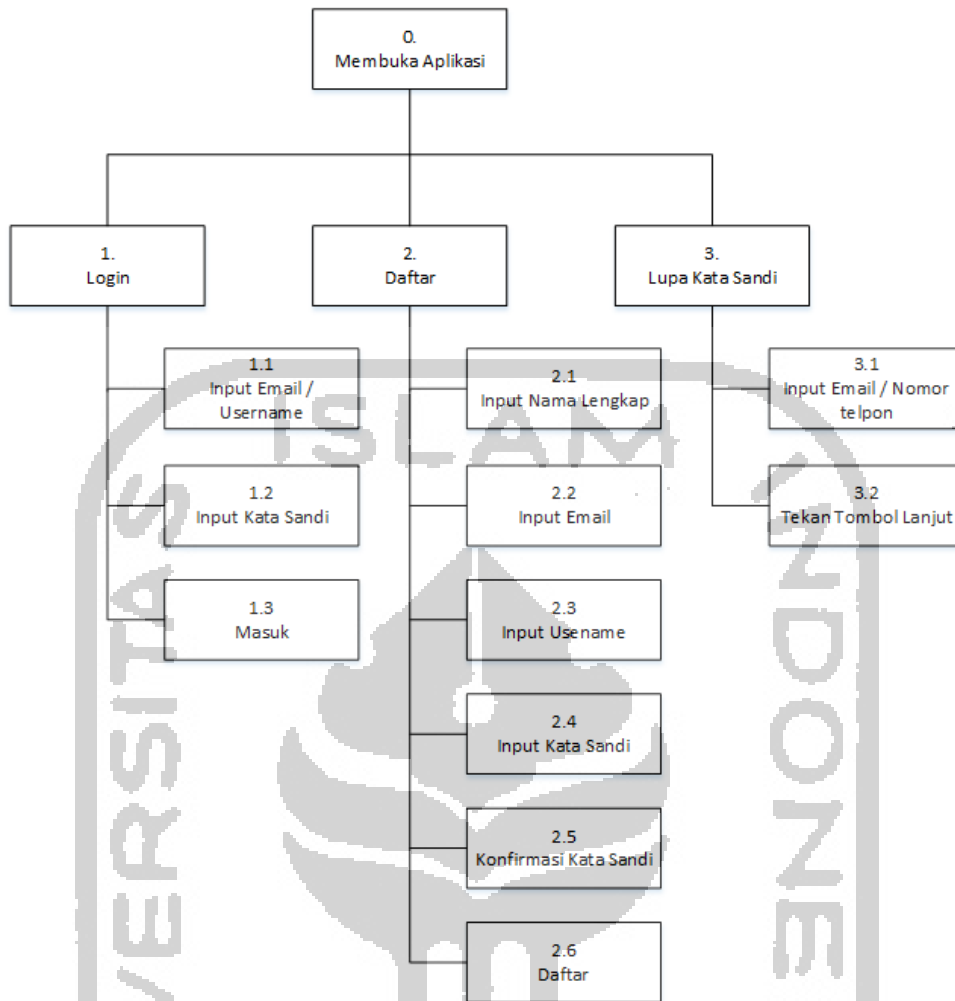 0.
Membuka Aplikasi
1.
Login
2.
Daftar
3.
Lupa Kata Sandi
1.1
Input Email /
Username
1.2
Input Kata Sandi
1.3
Masuk
2.1
Input Nama Lengkap
2.2
Input Email
2.3
Input Usename
2.4
Input Kata Sandi
2.5
Konfirmasi Kata Sandi
2.6
Daftar
3.1
Input Email / Nomor
telpon
3.2
Tekan Tombol Lanjut
ISLAM